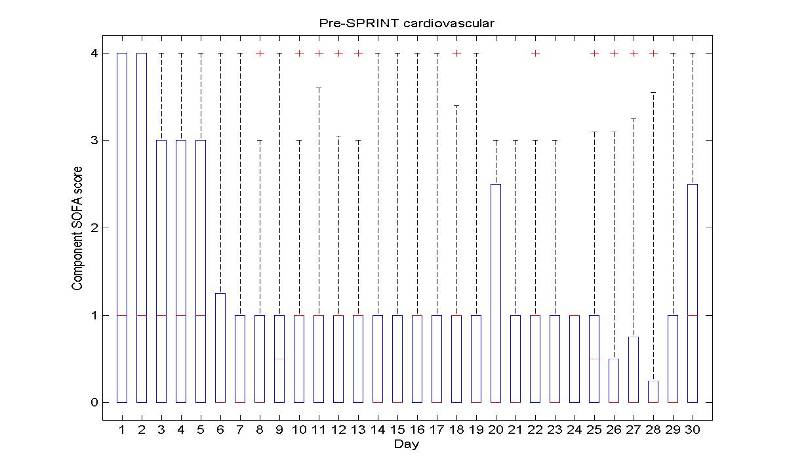 Pre-SPRINT cardiovascular
4
3
2
1
0
Component SOFA score
1 2 3 4 5 6 7 8 9 10 11 12 13 14 15 16 17 18 19 20 21 22 23 24 25 26 27 28 29 30
Day